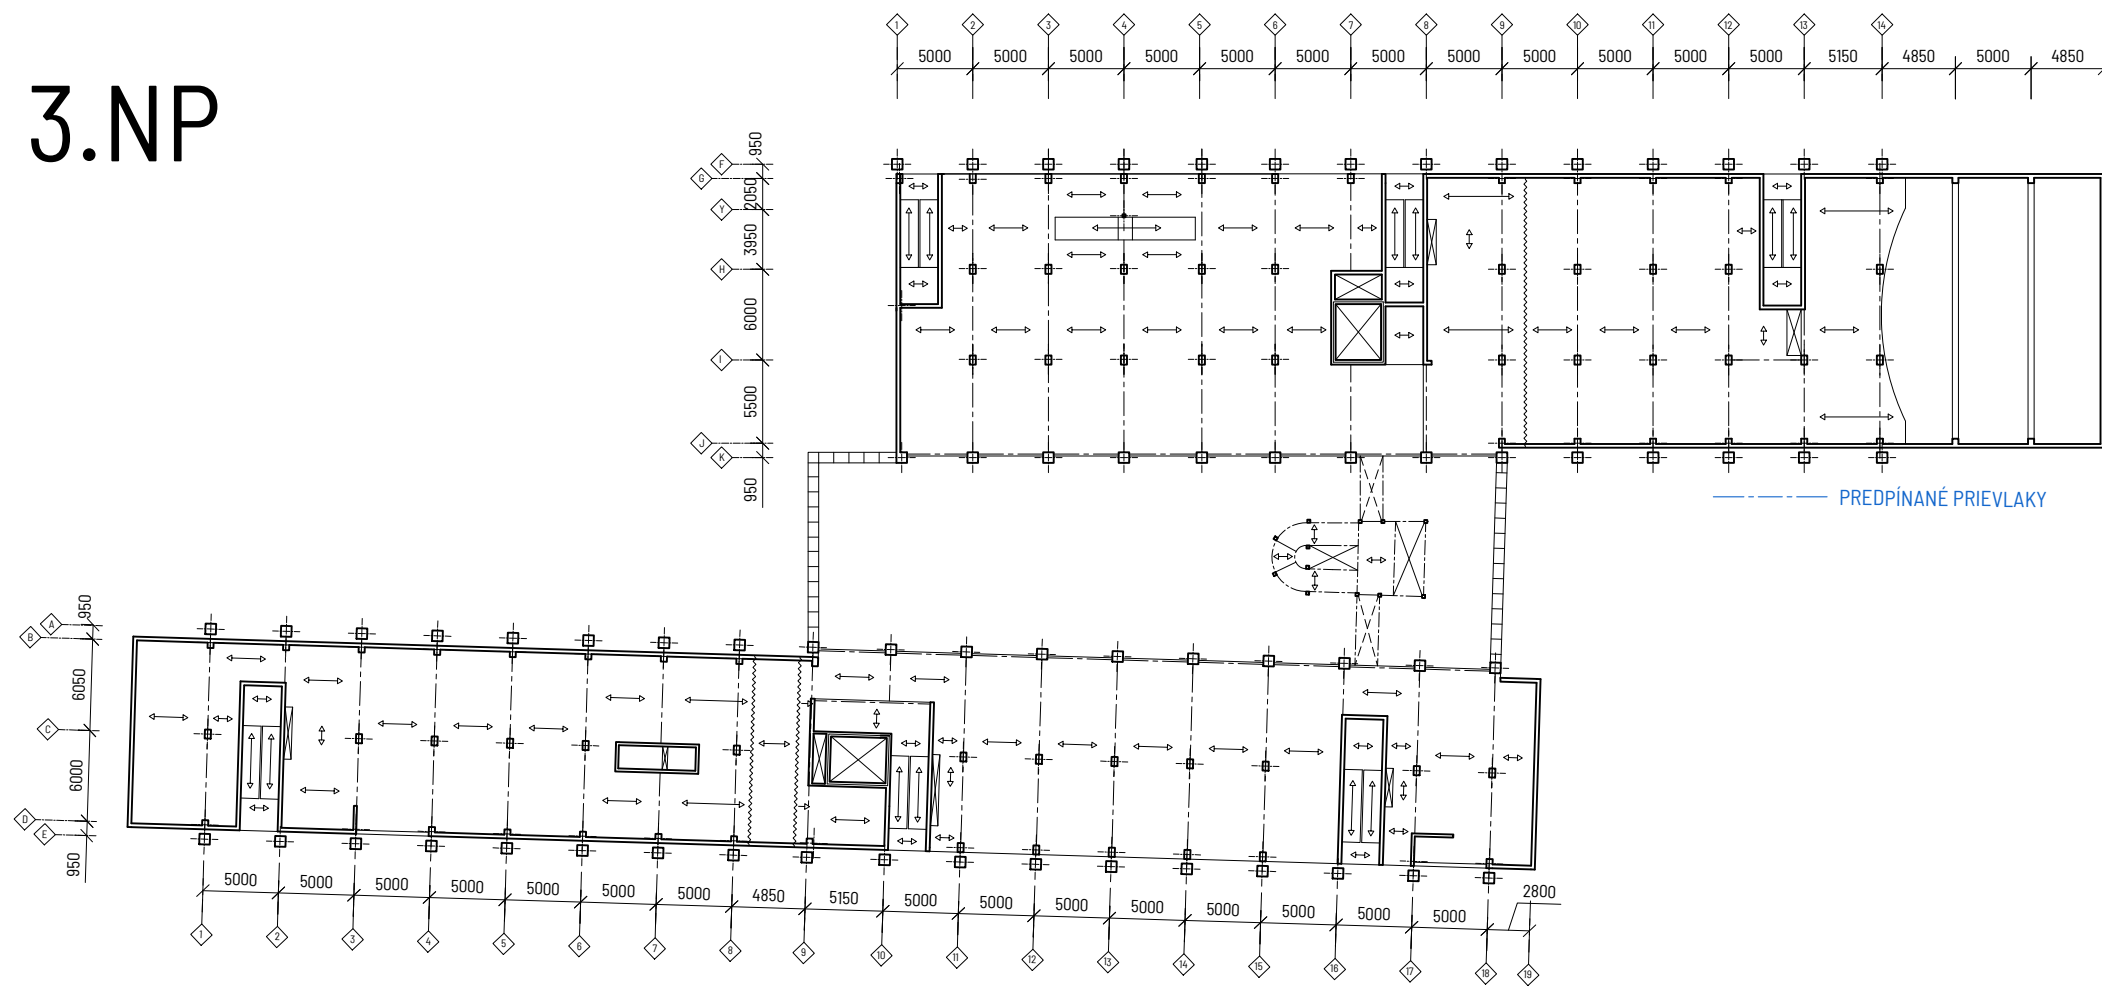 1 2 3 4 5 6 7 8 9 10 11 12 13 14
5000 5000 5000 5000 5000 5000 5000 5000 5000 5000 5000 5000 5150 4850 5000 4850
3.NP
F 950
G
2050
Y
3950
H
6000
I
5500
J
K
950
PREDPÍNANÉ PRIEVLAKY
A 950
B
6050
C
6000
D
E
950
5000 5000 5000 5000 5000 5000 5000 4850 5150 5000 5000 5000 5000 5000 5000 5000 5000 2800
1 2 3 4 5 6 7 8 9 10 11 12 13 14 15 16 17 18 19